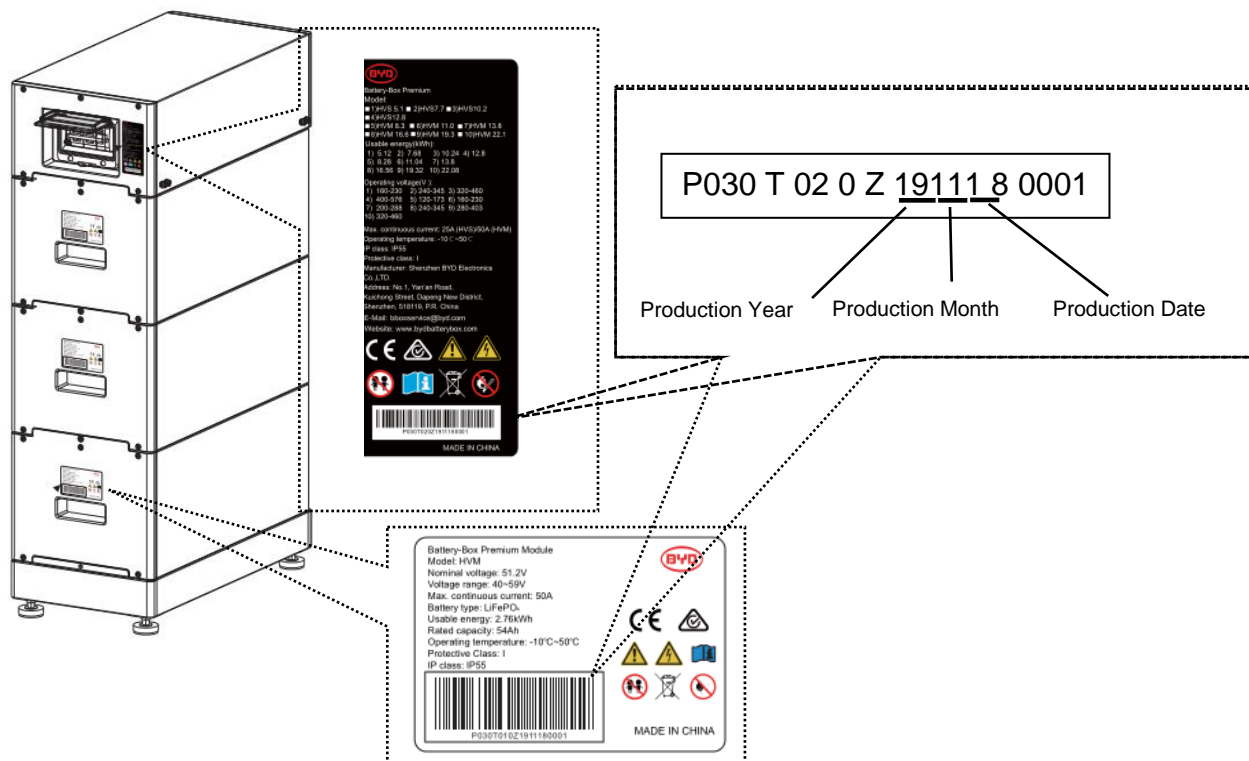 BYD
Battery-Box Premium
Model:
■1)HVS 5.1 ■ 2)HVS7.7 ■3)HVS10.2
■4)HVS12.8
■5)HVM 8.3 ■ 6)HVM 11.0 ■ 7)HVM 13.8
■8)HVM 16.6 ■9)HVM 19.3 ■ 10)HVM 22.1
Usable energy(kWh):
1) 5.12 2) 7.68 3) 10.24 4) 12.8
5) 8.28 6) 11.04 7) 13.8
8) 16.56 9) 19.32 10) 22.08
Operating voltage(V ):
1) 160-230 2) 240-345 3) 320-460
4) 400-576 5) 120-173 6) 160-230
7) 200-288 8) 240-345 9) 280-403
10) 320-460
Max. continuous current: 25A (HVS)/50A (HVM)
Operating temperature: -10℃~50℃
IP class: IP55
Protective class: I
Manufacturer: Shenzhen BYD Electronics
Co.,LTD.
Address: No.1, Yan'an Road,
Kuichong Street, Dapeng New District,
Shenzhen, 518119, P.R. China
E-Mail: bboxservice@byd.com
Website: www.bydbatterybox.com
CE
P030T020Z1911180001
MADE IN CHINA
P030 T 02 0 Z 19111 8 0001
Production Year
Production Month
Production Date
Battery-Box Premium Module
Model: HVM
Nominal voltage: 51.2V
Voltage range: 40~59V
Max. continuous current: 50A
Battery type: LiFePO₄
Usable energy: 2.76kWh
Rated capacity: 54Ah
Operating temperature: -10°C~50°C
Protective Class: I
IP class: IP55
P030T010Z1911180001
BYD
CE
MADE IN CHINA